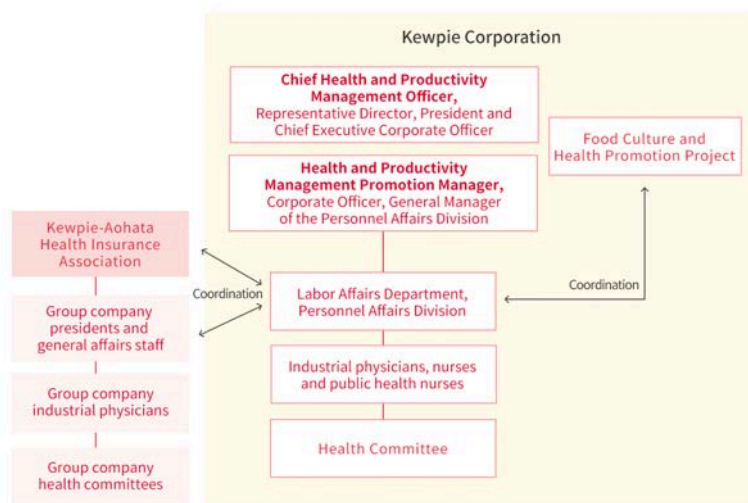 Kewpie Corporation
Chief Health and Productivity
Management Officer,
Representative Director, President and
Chief Executive Corporate Officer
Food Culture and
Health Promotion Project
Health and Productivity
Management Promotion Manager,
Corporate Officer, General Manager
of the Personnel Affairs Division
Kewpie-Aohata
Health Insurance
Association
Coordination
Labor Affairs Department,
Personnel Affairs Division
Coordination
Group company
presidents and
general affairs staff
Industrial physicians, nurses
and public health nurses
Group company
industrial physicians
Health Committee
Group company
health committees